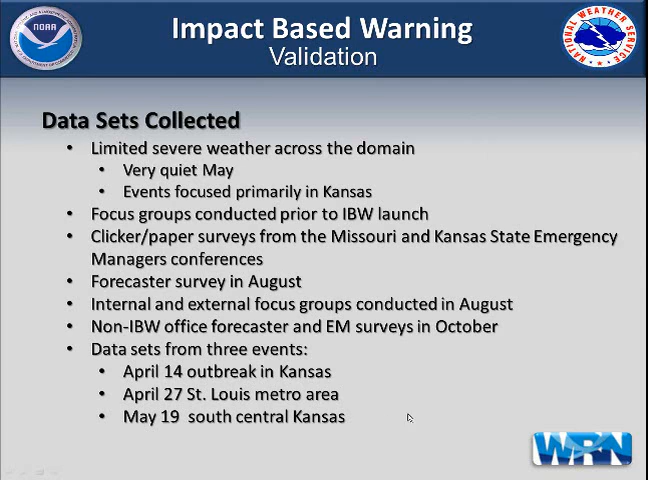 NOAA
Impact Based Warning
Validation
NATIONAL WEATHER SERVICE
Data Sets Collected
• Limited severe weather across the domain
• Very quiet May
• Events focused primarily in Kansas
• Focus groups conducted prior to IBW launch
• Clicker/paper surveys from the Missouri and Kansas State Emergency
Managers conferences
• Forecaster survey in August
• Internal and external focus groups conducted in August
• Non-IBW office forecaster and EM surveys in October
• Data sets from three events:
• April 14 outbreak in Kansas
• April 27 St. Louis metro area
• May 19 south central Kansas
WRN